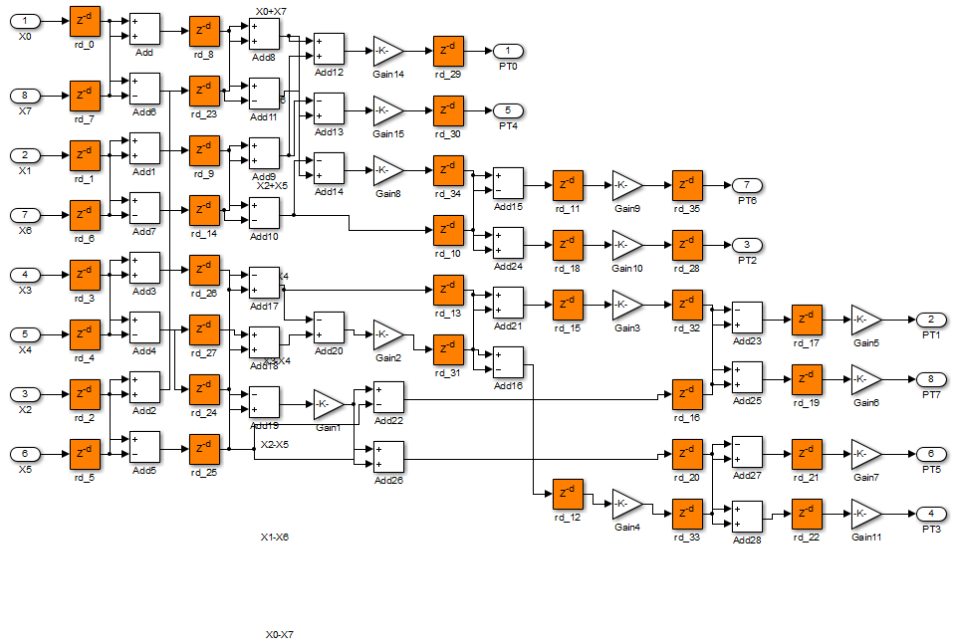 X0+X7
1 Z-d + + Z-d + +
X0 rd_0 Add rd_8 Add8
+ + Add12 -K- Gain14 Z-d rd_29 1 PT0
8 Z-d + − Z-d + −
X7 rd_7 Add6 rd_23 Add11 6
− + Add13 -K- Gain15 Z-d rd_30 5 PT4
2 Z-d + + Z-d + +
X1 rd_1 Add1 rd_9 Add9
− + Add14 -K- Gain8 Z-d rd_34 + − Add15 Z-d rd_11 -K- Gain9 Z-d rd_35 7 PT6
X2+X5
7 Z-d + − Z-d + −
X6 rd_6 Add7 rd_14 Add10
Z-d rd_10 + + Add24 Z-d rd_18 -K- Gain10 Z-d rd_28 3 PT2
4 Z-d + + Z-d − + X4
X3 rd_3 Add3 rd_26 Add17
Z-d rd_13 + + Add21 Z-d rd_15 -K- Gain3 Z-d rd_32 − + Add23 Z-d rd_17 -K- Gain5 2 PT1
5 Z-d + − Z-d + +
X4 rd_4 Add4 rd_27 Add18
X3-X4
− + Add20 -K- Gain2 Z-d rd_31 + − Add16
3 Z-d + + Z-d − +
X2 rd_2 Add2 rd_24 Add19
-K- Gain1 + − Add22 Z-d rd_16 + + Add25 Z-d rd_19 -K- Gain6 8 PT7
6 Z-d + − Z-d
X5 rd_5 Add5 rd_25
X2-X5
+ + Add26 Z-d rd_20 − + Add27 Z-d rd_21 -K- Gain7 6 PT5
Z-d rd_12 -K- Gain4 Z-d rd_33 + + Add28 Z-d rd_22 -K- Gain11 4 PT3
X1-X6
X0-X7